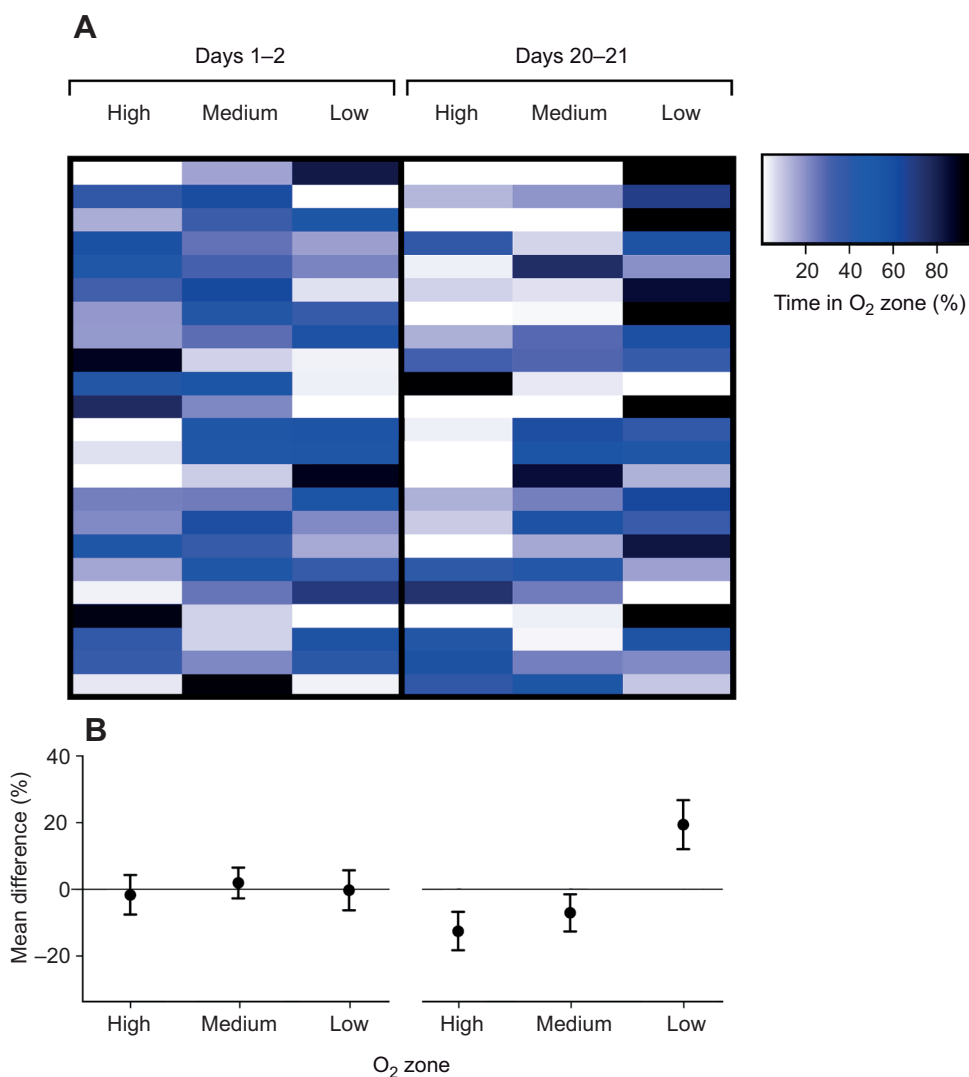 A
Days 1–2 Days 20–21
High Medium Low High Medium Low
20 40 60 80
Time in O2 zone (%)
B
Mean difference (%)
40
20
0
–20
High Medium Low High Medium Low
O2 zone